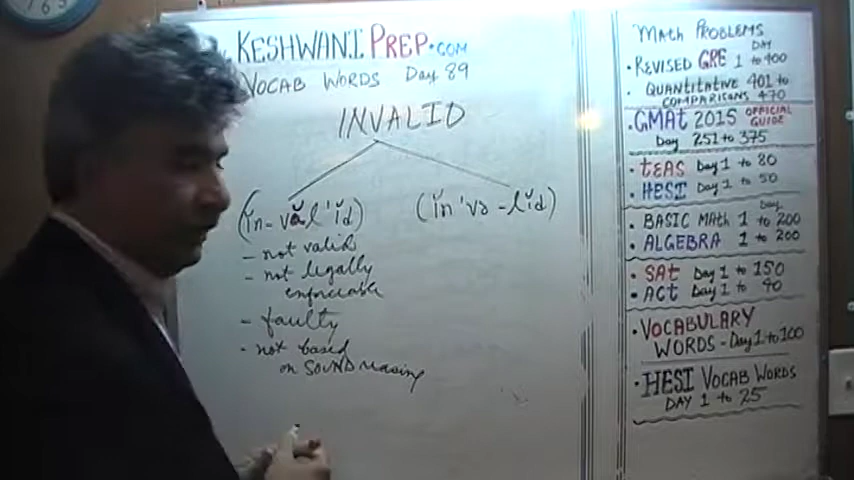 KESHWANI PREP.COM
VOCAB WORDS Day 89
INVALID
(ĭn-văl'ĭd)
- not valid
- not legally
enforceable
- faulty
- not based
on SOUND reasing
(ĭn'və-lĭd)
MATH PROBLEMS
• REVISED GRE DAY 1 to 400
• QUANTITATIVE 401 to
COMPARISONS 470
• GMAT 2015 OFFICIAL GUIDE
Day 251 to 375
• TEAS Day 1 to 80
• HESI Day 1 to 50
Day
• BASIC MATH 1 to 200
• ALGEBRA 1 to 200
• SAT Day 1 to 150
• ACT Day 1 to 90
• VOCABULARY
WORDS - Day 1 to 100
• HESI VOCAB WORDS
DAY 1 to 25